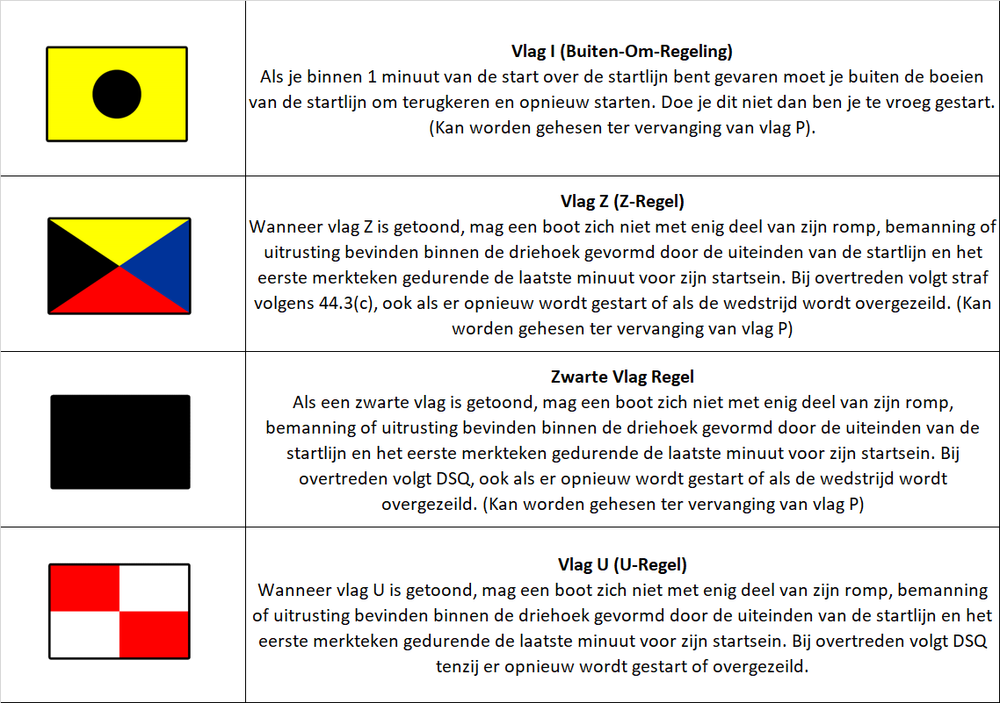 Vlag I (Buiten-Om-Regeling)
Als je binnen 1 minuut van de start over de startlijn bent gevaren moet je buiten de boeien
van de startlijn om terugkeren en opnieuw starten. Doe je dit niet dan ben je te vroeg gestart.
(Kan worden gehesen ter vervanging van vlag P).
Vlag Z (Z-Regel)
Wanneer vlag Z is getoond, mag een boot zich niet met enig deel van zijn romp, bemanning of
uitrusting bevinden binnen de driehoek gevormd door de uiteinden van de startlijn en het
eerste merkteken gedurende de laatste minuut voor zijn startsein. Bij overtreden volgt straf
volgens 44.3(c), ook als er opnieuw wordt gestart of als de wedstrijd wordt overgezeild. (Kan
worden gehesen ter vervanging van vlag P)
Zwarte Vlag Regel
Als een zwarte vlag is getoond, mag een boot zich niet met enig deel van zijn romp,
bemanning of uitrusting bevinden binnen de driehoek gevormd door de uiteinden van de
startlijn en het eerste merkteken gedurende de laatste minuut voor zijn startsein. Bij
overtreden volgt DSQ, ook als er opnieuw wordt gestart of als de wedstrijd wordt
overgezeild. (Kan worden gehesen ter vervanging van vlag P)
Vlag U (U-Regel)
Wanneer vlag U is getoond, mag een boot zich niet met enig deel van zijn romp, bemanning
of uitrusting bevinden binnen de driehoek gevormd door de uiteinden van de startlijn en het
eerste merkteken gedurende de laatste minuut voor zijn startsein. Bij overtreden volgt DSQ
tenzij er opnieuw wordt gestart of overgezeild.